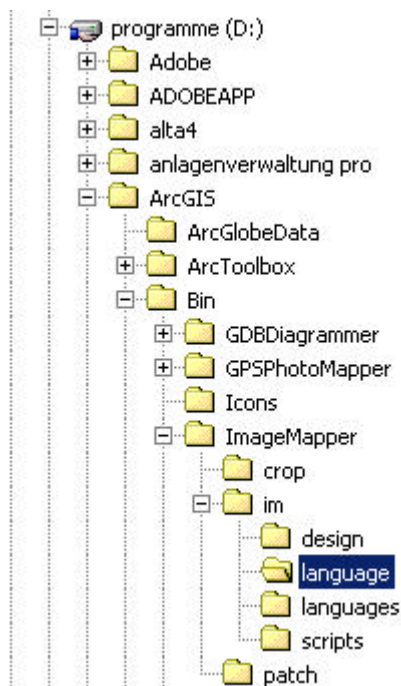 programme (D:)
Adobe
ADOBEAPP
alta4
anlagenverwaltung pro
ArcGIS
ArcGlobeData
ArcToolbox
Bin
GDBDiagrammer
GPSPhotoMapper
Icons
ImageMapper
crop
im
design
language
languages
scripts
patch